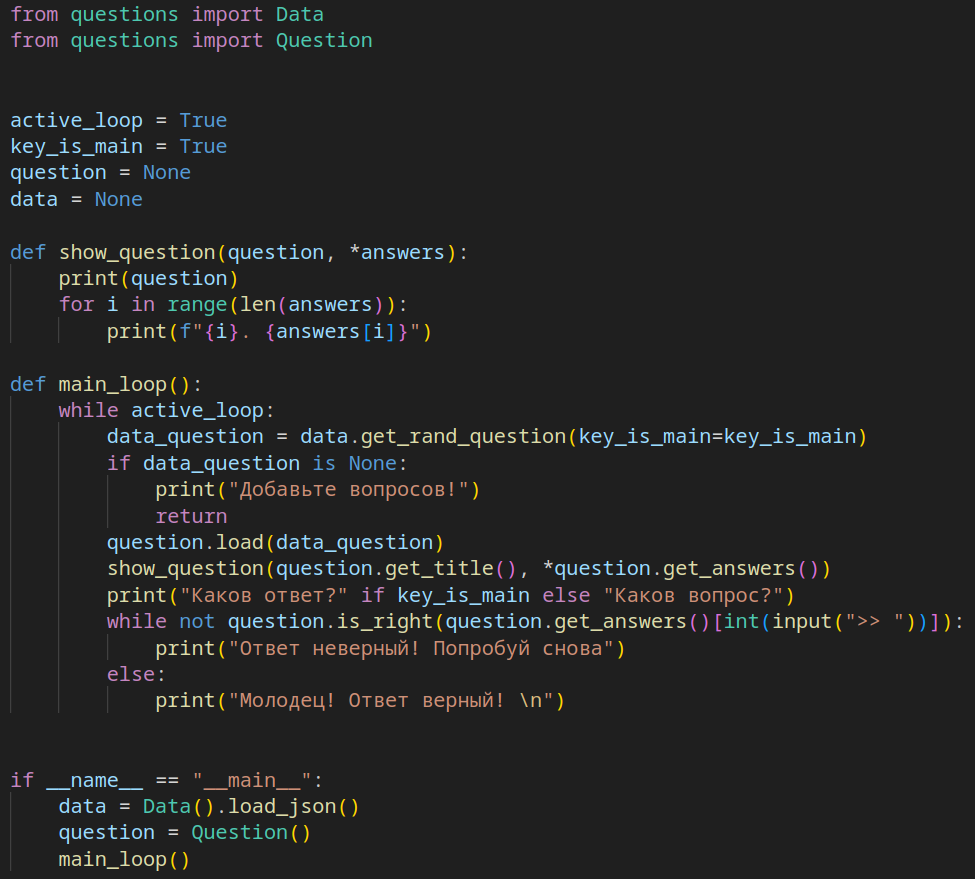 from questions import Data
from questions import Question
active_loop = True
key_is_main = True
question = None
data = None
def show_question(question, *answers):
    print(question)
    for i in range(len(answers)):
        print(f"{i}. {answers[i]}")
def main_loop():
    while active_loop:
        data_question = data.get_rand_question(key_is_main=key_is_main)
        if data_question is None:
            print("Добавьте вопросов!")
            return
        question.load(data_question)
        show_question(question.get_title(), *question.get_answers())
        print("Каков ответ?" if key_is_main else "Каков вопрос?")
        while not question.is_right(question.get_answers()[int(input(">> "))]):
            print("Ответ неверный! Попробуй снова")
        else:
            print("Молодец! Ответ верный! \n")
if __name__ == "__main__":
    data = Data().load_json()
    question = Question()
    main_loop()